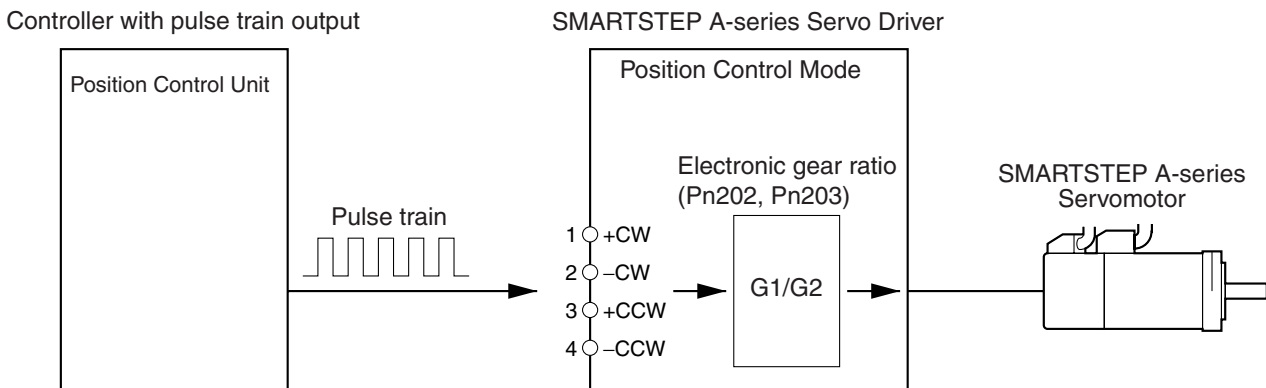 Controller with pulse train output
SMARTSTEP A-series Servo Driver
Position Control Unit
Position Control Mode
Electronic gear ratio
(Pn202, Pn203)
SMARTSTEP A-series
Servomotor
Pulse train
1 +CW
2 –CW
3 +CCW
4 –CCW
G1/G2